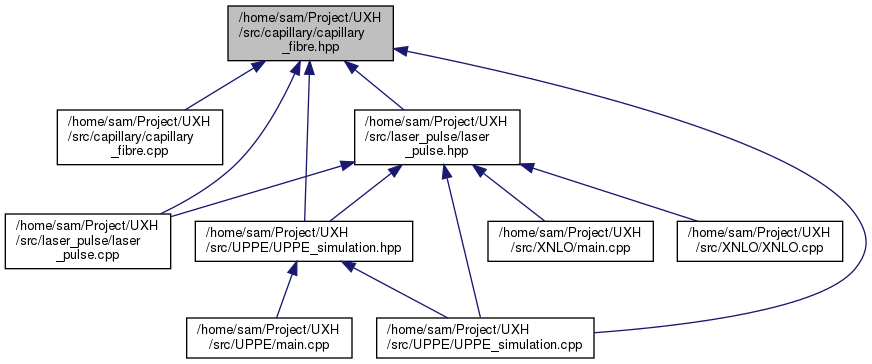 /home/sam/Project/UXH
/src/capillary/capillary
_fibre.hpp
/home/sam/Project/UXH
/src/capillary/capillary
_fibre.cpp
/home/sam/Project/UXH
/src/laser_pulse/laser
_pulse.hpp
/home/sam/Project/UXH
/src/laser_pulse/laser
_pulse.cpp
/home/sam/Project/UXH
/src/UPPE/UPPE_simulation.hpp
/home/sam/Project/UXH
/src/XNLO/main.cpp
/home/sam/Project/UXH
/src/XNLO/XNLO.cpp
/home/sam/Project/UXH
/src/UPPE/main.cpp
/home/sam/Project/UXH
/src/UPPE/UPPE_simulation.cpp